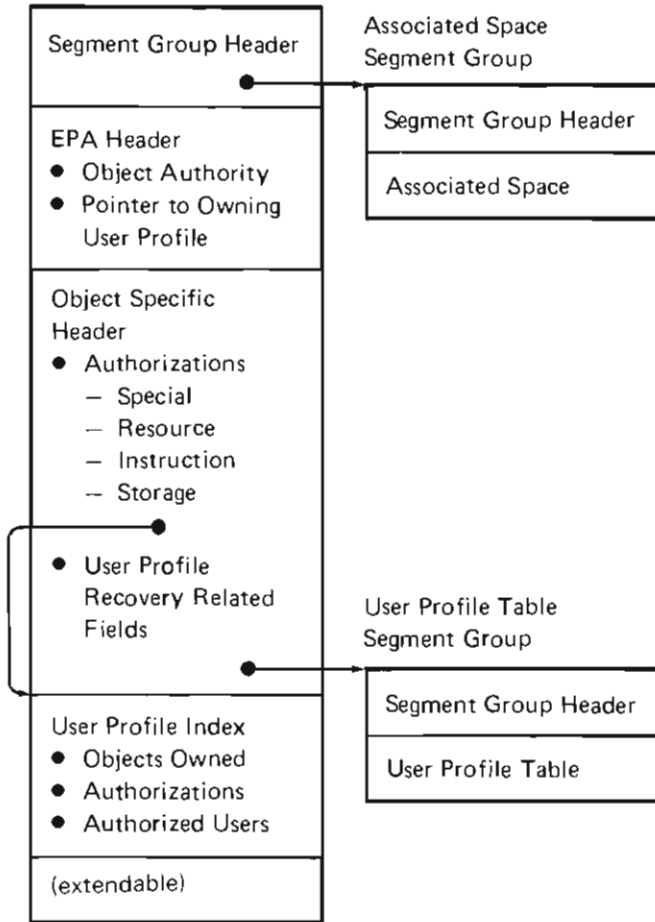 Segment Group Header
EPA Header
● Object Authority
● Pointer to Owning
User Profile
Object Specific
Header
● Authorizations
– Special
– Resource
– Instruction
– Storage
● User Profile
Recovery Related
Fields
User Profile Index
● Objects Owned
● Authorizations
● Authorized Users
(extendable)
Associated Space
Segment Group
Segment Group Header
Associated Space
User Profile Table
Segment Group
Segment Group Header
User Profile Table